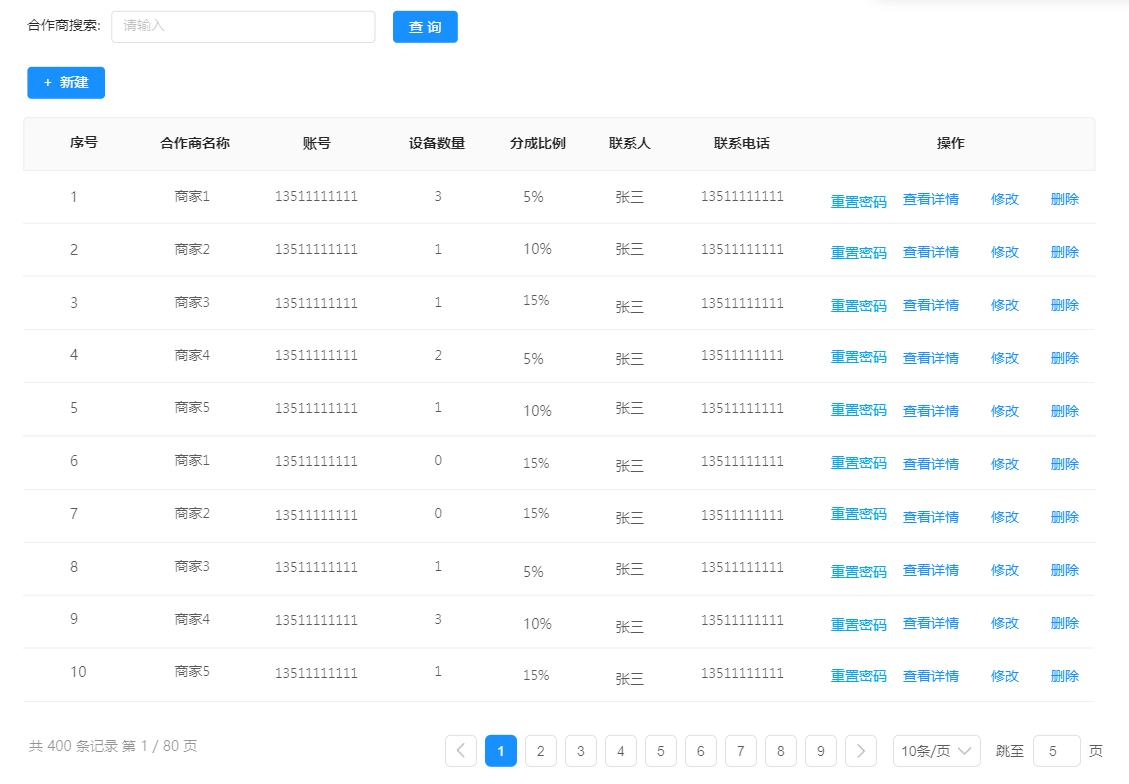 合作商搜索: 请输入 查 询
+ 新建
序号 合作商名称 账号 设备数量 分成比例 联系人 联系电话 操作
1 商家1 13511111111 3 5% 张三 13511111111 重置密码 查看详情 修改 删除
2 商家2 13511111111 1 10% 张三 13511111111 重置密码 查看详情 修改 删除
3 商家3 13511111111 1 15% 张三 13511111111 重置密码 查看详情 修改 删除
4 商家4 13511111111 2 5% 张三 13511111111 重置密码 查看详情 修改 删除
5 商家5 13511111111 1 10% 张三 13511111111 重置密码 查看详情 修改 删除
6 商家1 13511111111 0 15% 张三 13511111111 重置密码 查看详情 修改 删除
7 商家2 13511111111 0 15% 张三 13511111111 重置密码 查看详情 修改 删除
8 商家3 13511111111 1 5% 张三 13511111111 重置密码 查看详情 修改 删除
9 商家4 13511111111 3 10% 张三 13511111111 重置密码 查看详情 修改 删除
10 商家5 13511111111 1 15% 张三 13511111111 重置密码 查看详情 修改 删除
共 400 条记录 第 1 / 80 页 1 2 3 4 5 6 7 8 9 10条/页 跳至 5 页